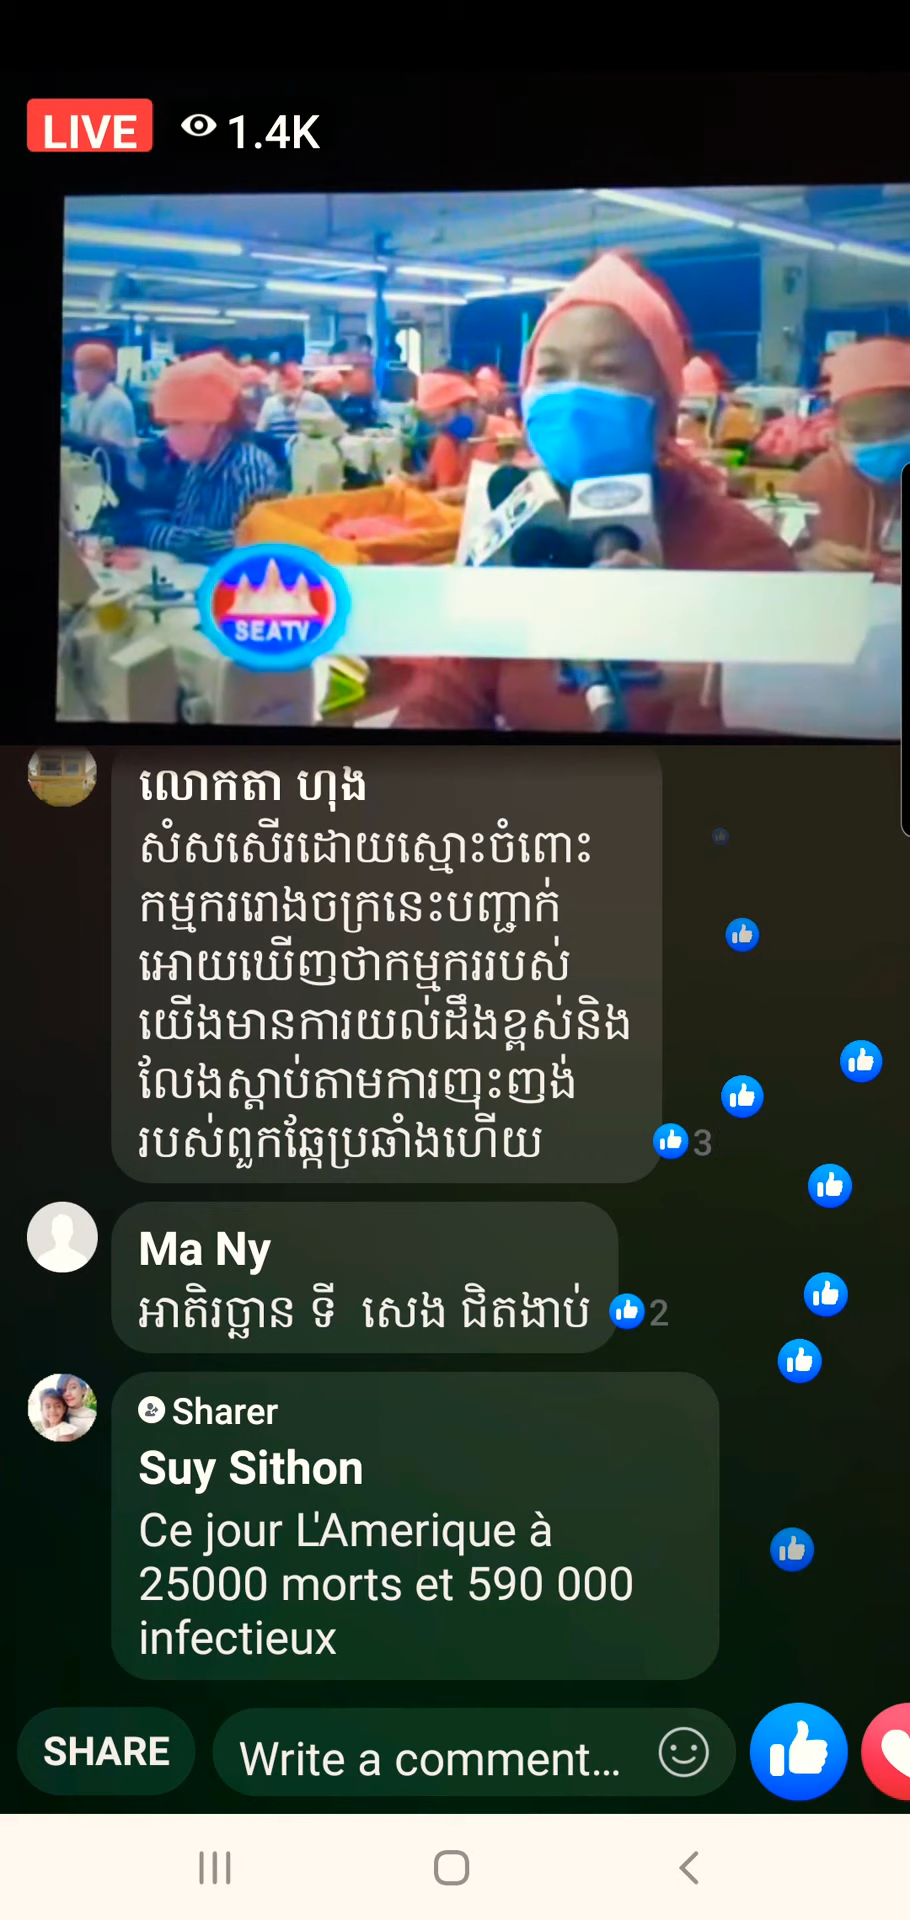 LIVE 1.4K
SEATV
លោកតា ហុង
សំសសើរដោយស្មោះចំពោះ
កម្មកររោងចក្រនេះបញ្ជាក់
អោយឃើញថាកម្មកររបស់
យើងមានការយល់ដឹងខ្ពស់និង
លែងស្តាប់តាមការញុះញង់
របស់ពួកឆ្កែប្រឆាំងហើយ
3
Ma Ny
អាតិរច្ឆាន ទី សេង ជិតងាប់
2
Sharer
Suy Sithon
Ce jour L'Amerique à
25000 morts et 590 000
infectieux
SHARE
Write a comment...